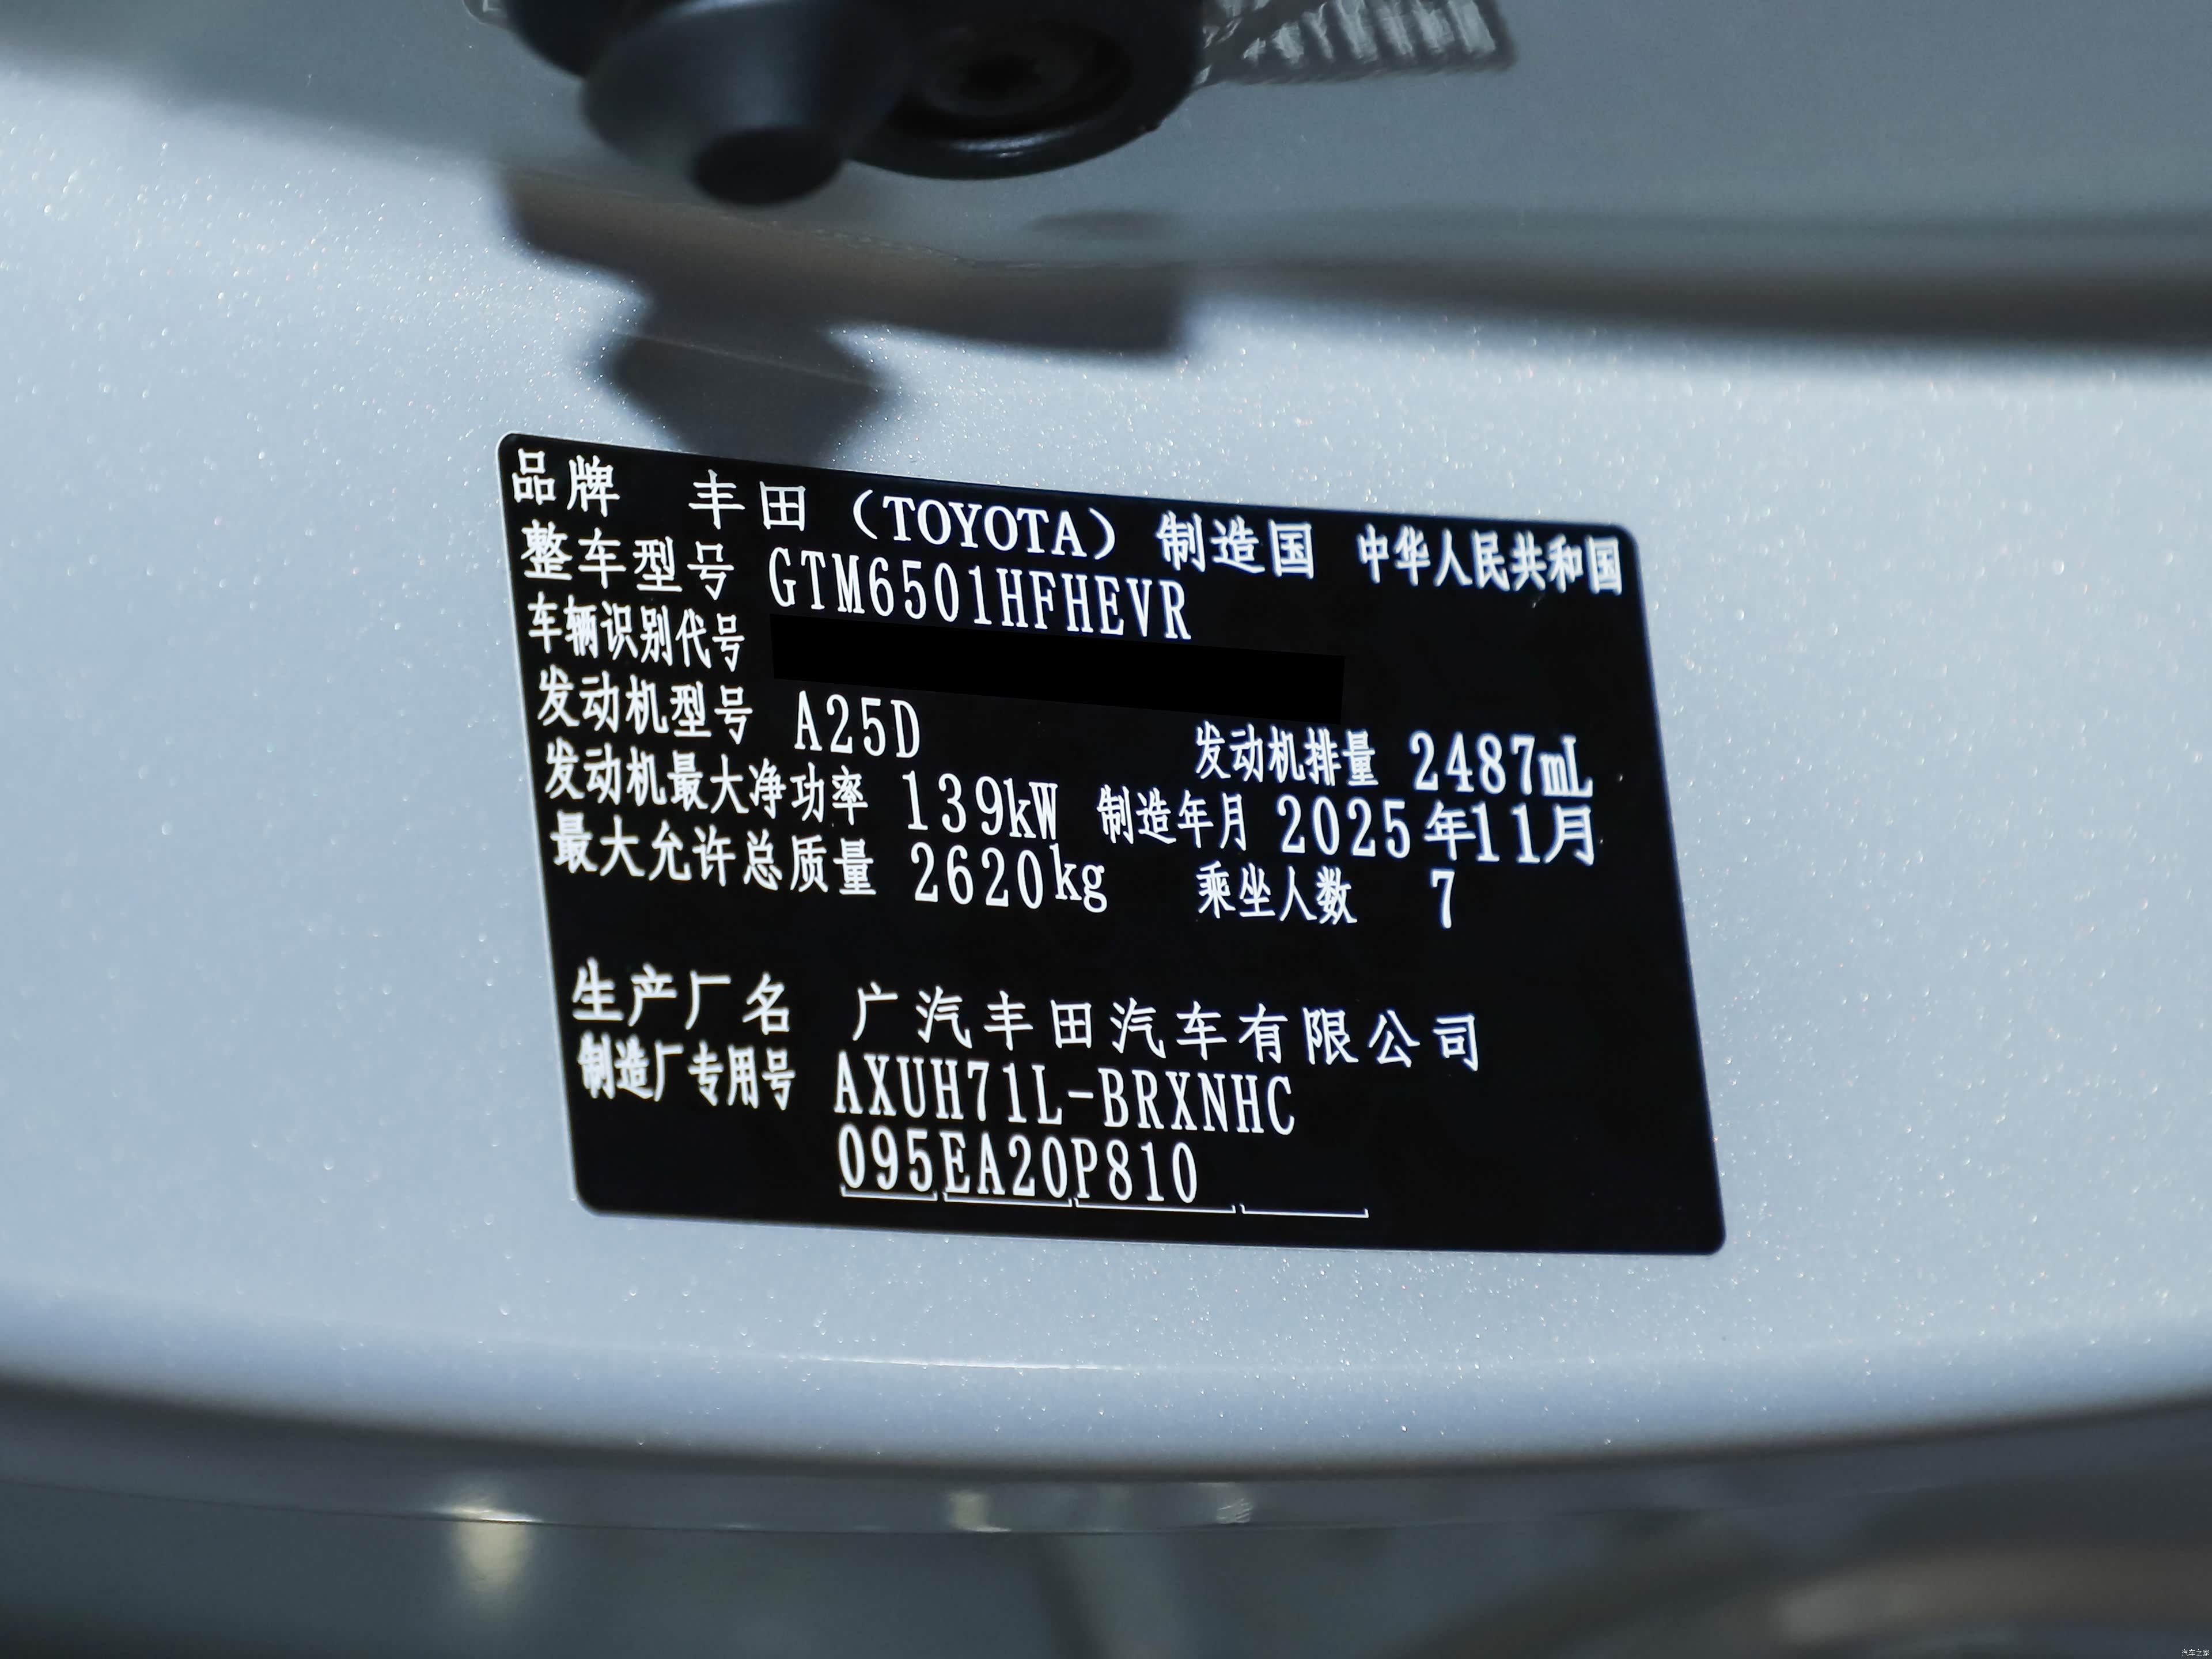 品牌 丰田（TOYOTA） 制造国 中华人民共和国
整车型号 GTM6501HFHEVR
车辆识别代号
发动机型号 A25D 发动机排量 2487mL
发动机最大净功率 139kW 制造年月 2025年11月
最大允许总质量 2620kg 乘坐人数 7
生产厂名 广汽丰田汽车有限公司
制造厂专用号 AXUH71L-BRXNHC
095EA20P810
汽车之家